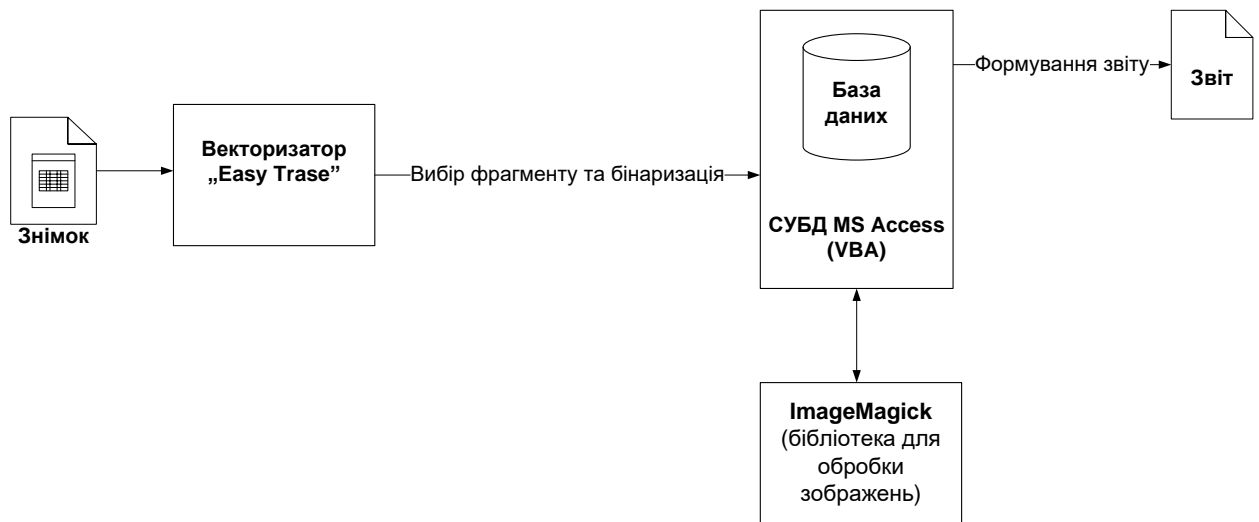 Знімок
Векторизатор
„Easy Trase”
Вибір фрагменту та бінаризація
База
даних
СУБД MS Access
(VBA)
Формування звіту
Звіт
ImageMagick
(бібліотека для
обробки
зображень)